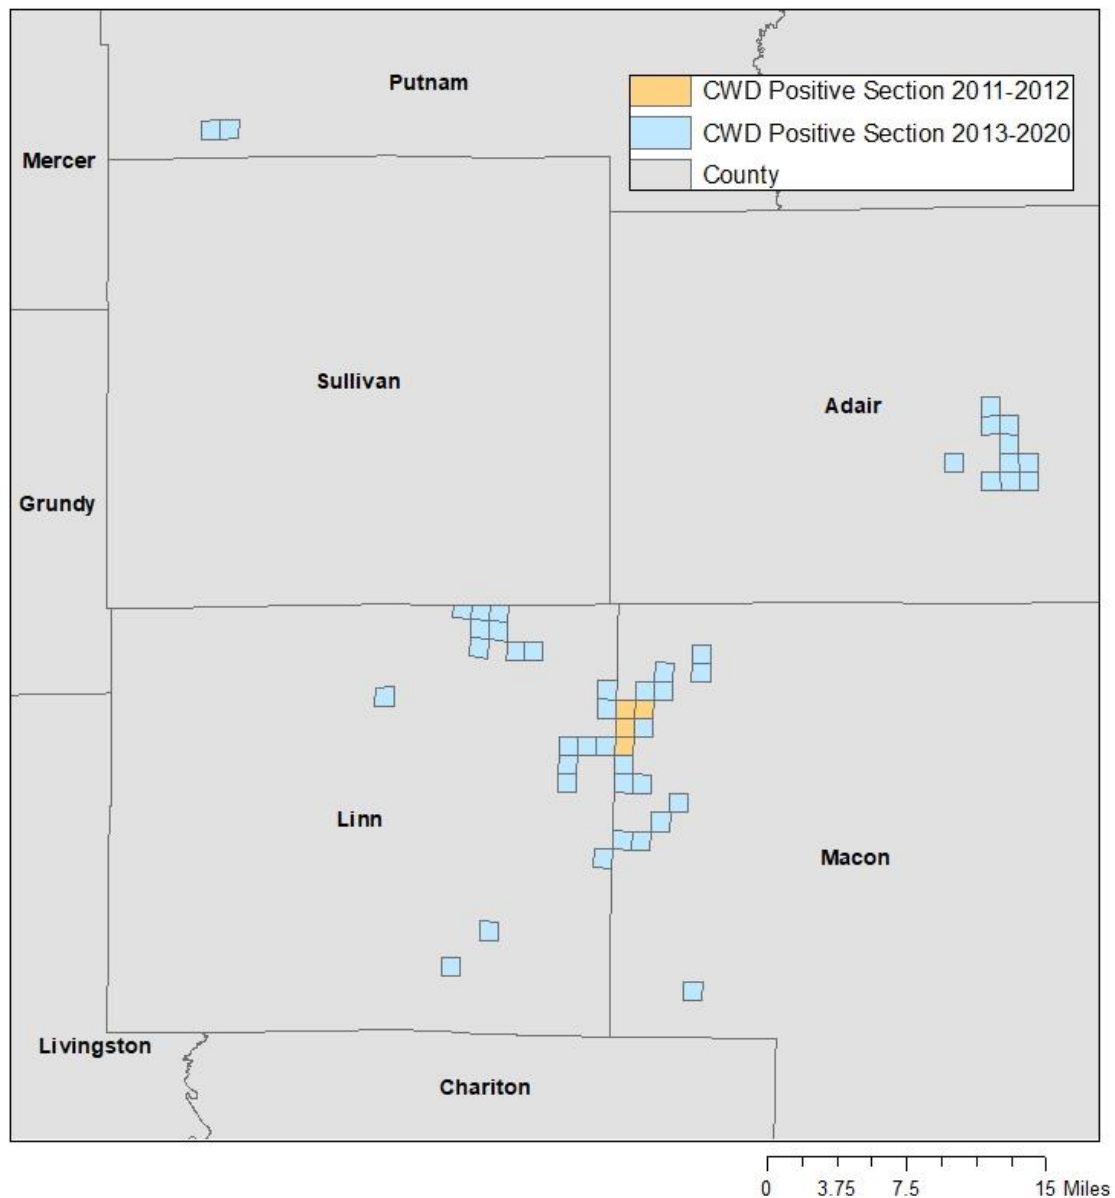 Putnam
CWD Positive Section 2011-2012
CWD Positive Section 2013-2020
County
Mercer
Sullivan
Adair
Grundy
Linn
Macon
Livingston
Chariton
0 3.75 7.5 15 Miles